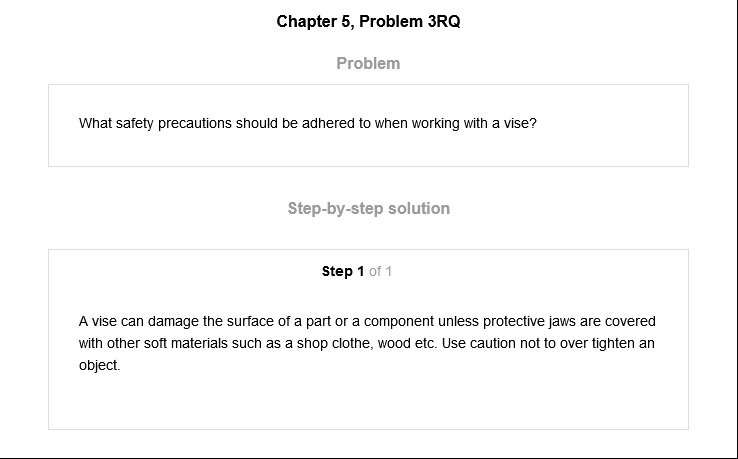 Chapter 5, Problem 3RQ
Problem
What safety precautions should be adhered to when working with a vise?
Step-by-step solution
Step 1 of 1
A vise can damage the surface of a part or a component unless protective jaws are covered
with other soft materials such as a shop clothe, wood etc. Use caution not to over tighten an
object.